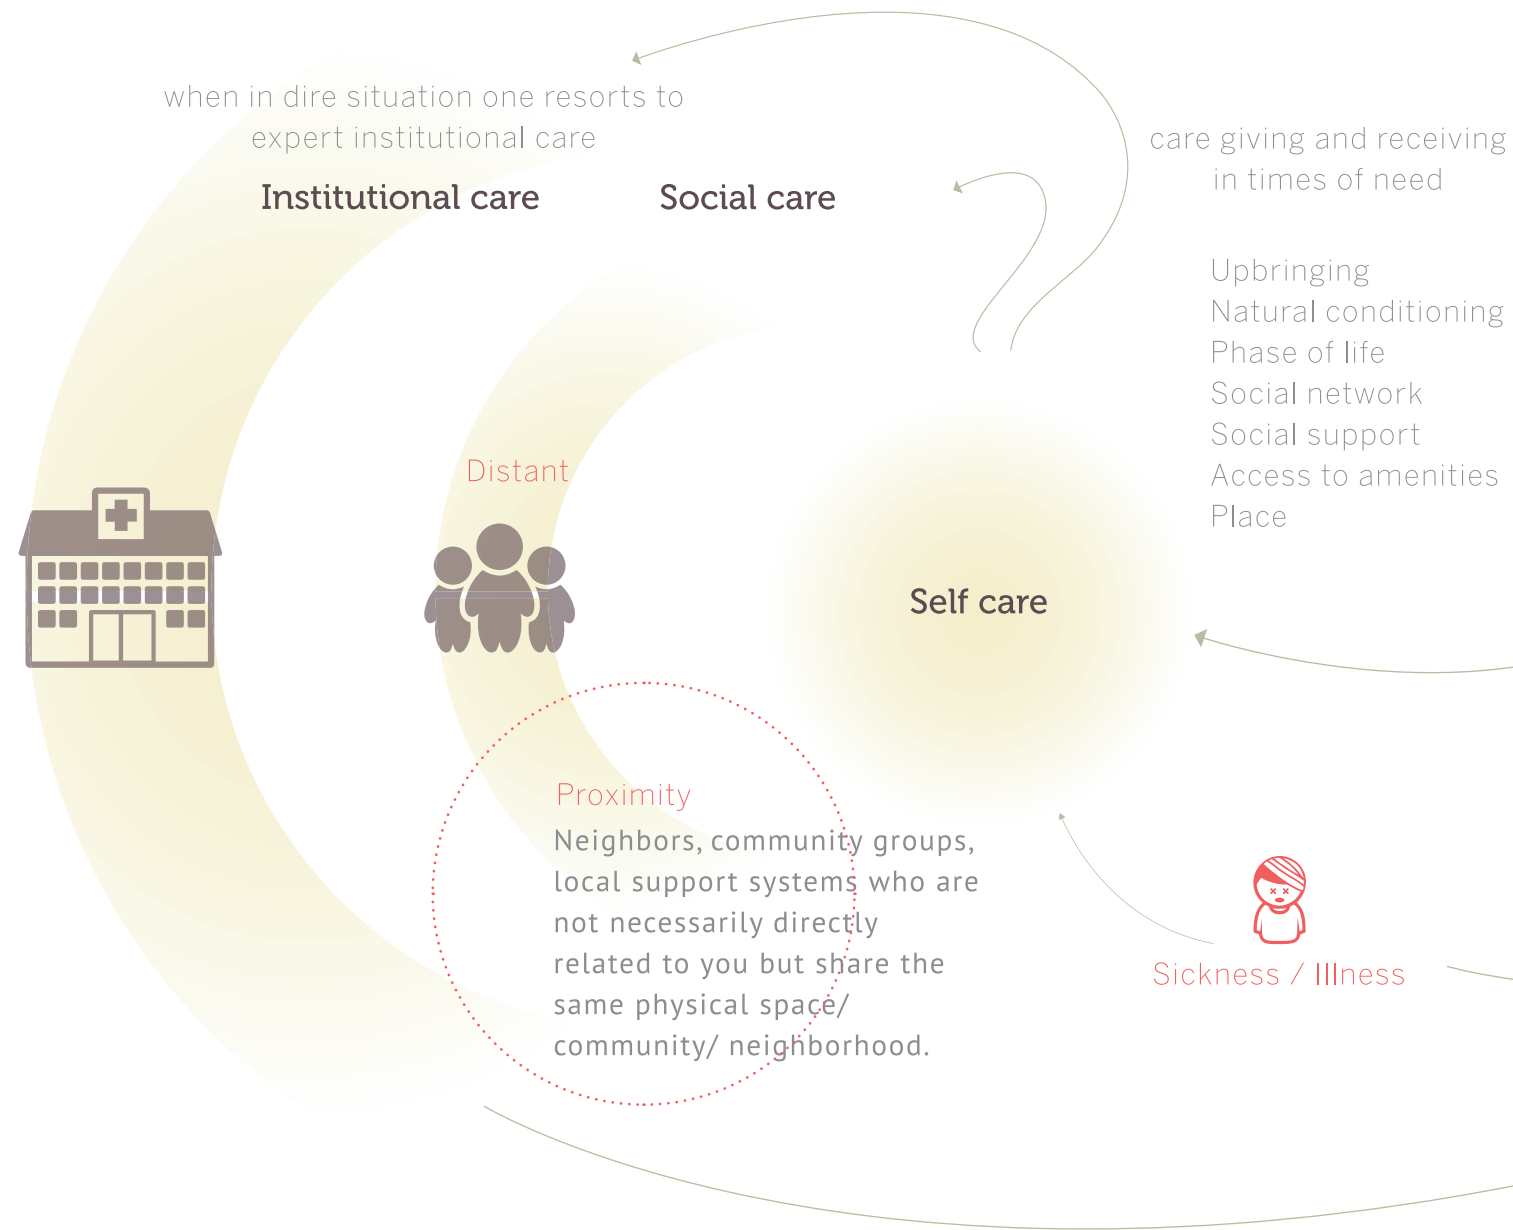 when in dire situation one resorts to
expert institutional care
Institutional care
Social care
care giving and receiving
in times of need
Upbringing
Natural conditioning
Phase of life
Social network
Social support
Access to amenities
Place
Distant
Self care
Proximity
Neighbors, community groups,
local support systems who are
not necessarily directly
related to you but share the
same physical space/
community/ neighborhood.
Sickness / Illness